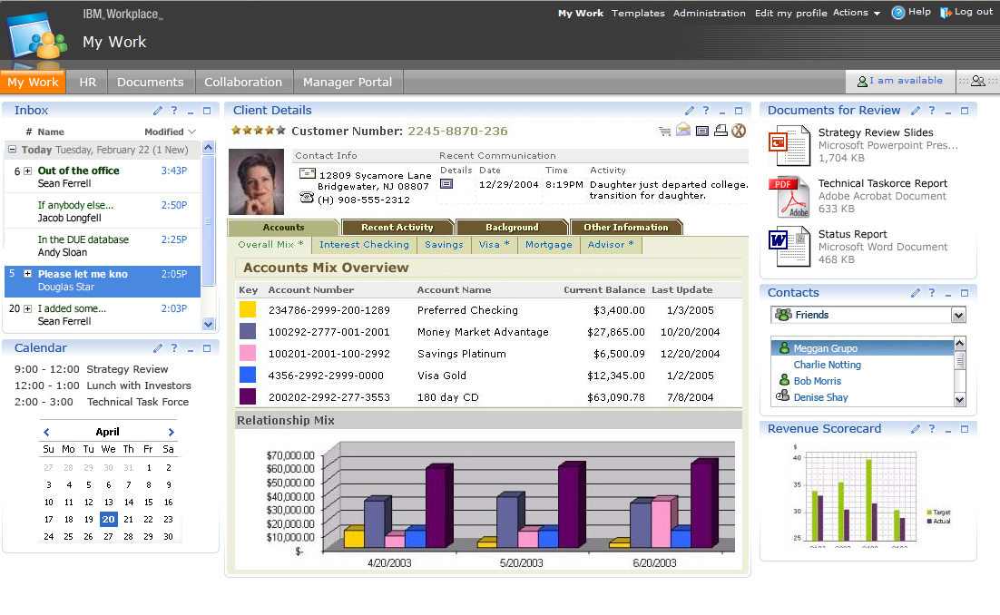 IBM Workplace
My Work
My Work Templates Administration Edit my profile Actions Help Log out
My Work HR Documents Collaboration Manager Portal
I am available
Inbox
# Name Modified
Today Tuesday, February 22 (1 New)
6 Out of the office 3:43P
Sean Ferrell
If anybody else... 2:50P
Jacob Longfell
In the DUE database 2:25P
Andy Sloan
5 Please let me kno 2:05P
Douglas Star
20 I added some... 2:03P
Sean Ferrell
Calendar
9:00 - 12:00 Strategy Review
12:00 - 1:00 Lunch with Investors
2:00 - 3:00 Technical Task Force
April
Su Mo Tu We Th Fr Sa
27 28 29 30 31 1 2
3 4 5 6 7 8 9
10 11 12 13 14 15 16
17 18 19 20 21 22 23
24 25 26 27 28 29 30
Client Details
Customer Number: 2245-8870-236
Contact Info
12809 Sycamore Lane
Bridgewater, NJ 08807
(H) 908-555-2312
Recent Communication
Details Date Time Activity
12/29/2004 8:19PM Daughter just departed college.
transition for daughter.
Accounts Recent Activity Background Other Information
Overall Mix * Interest Checking Savings Visa * Mortgage Advisor *
Accounts Mix Overview
Key Account Number Account Name Current Balance Last Update
234786-2999-200-1289 Preferred Checking $3,400.00 1/3/2005
100292-2777-001-2001 Money Market Advantage $27,865.00 10/20/2004
100201-2001-100-2992 Savings Platinum $6,500.09 12/20/2004
4356-2992-2999-0000 Visa Gold $12,345.00 1/2/2005
200202-2992-277-3553 180 day CD $63,090.78 7/8/2004
Relationship Mix
$70,000.00
$60,000.00
$50,000.00
$40,000.00
$30,000.00
$20,000.00
$10,000.00
$-
4/20/2003 5/20/2003 6/20/2003
Documents for Review
Strategy Review Slides
Microsoft Powerpoint Pres...
1,704 KB
PDF
Adobe
Technical Taskorce Report
Adobe Acrobat Document
633 KB
Status Report
Microsoft Word Document
468 KB
Contacts
Friends
Meggan Grupo
Charlie Notting
Bob Morris
Denise Shay
Revenue Scorecard
$
40
35
30
25
Target
Actual